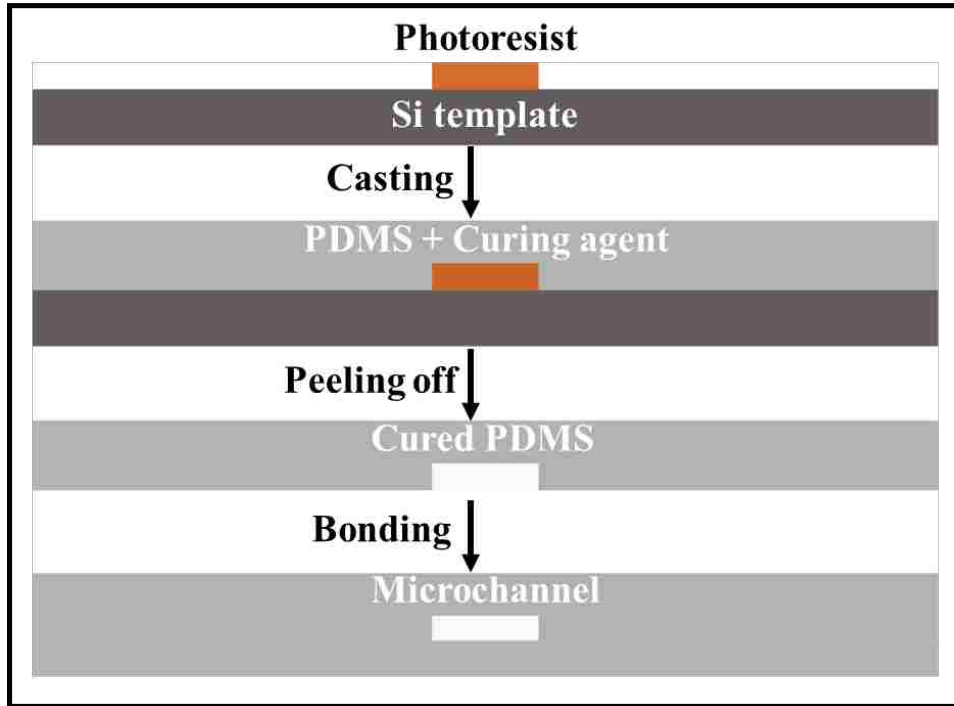 Photoresist
Si template
Casting
PDMS + Curing agent
Peeling off
Cured PDMS
Bonding
Microchannel